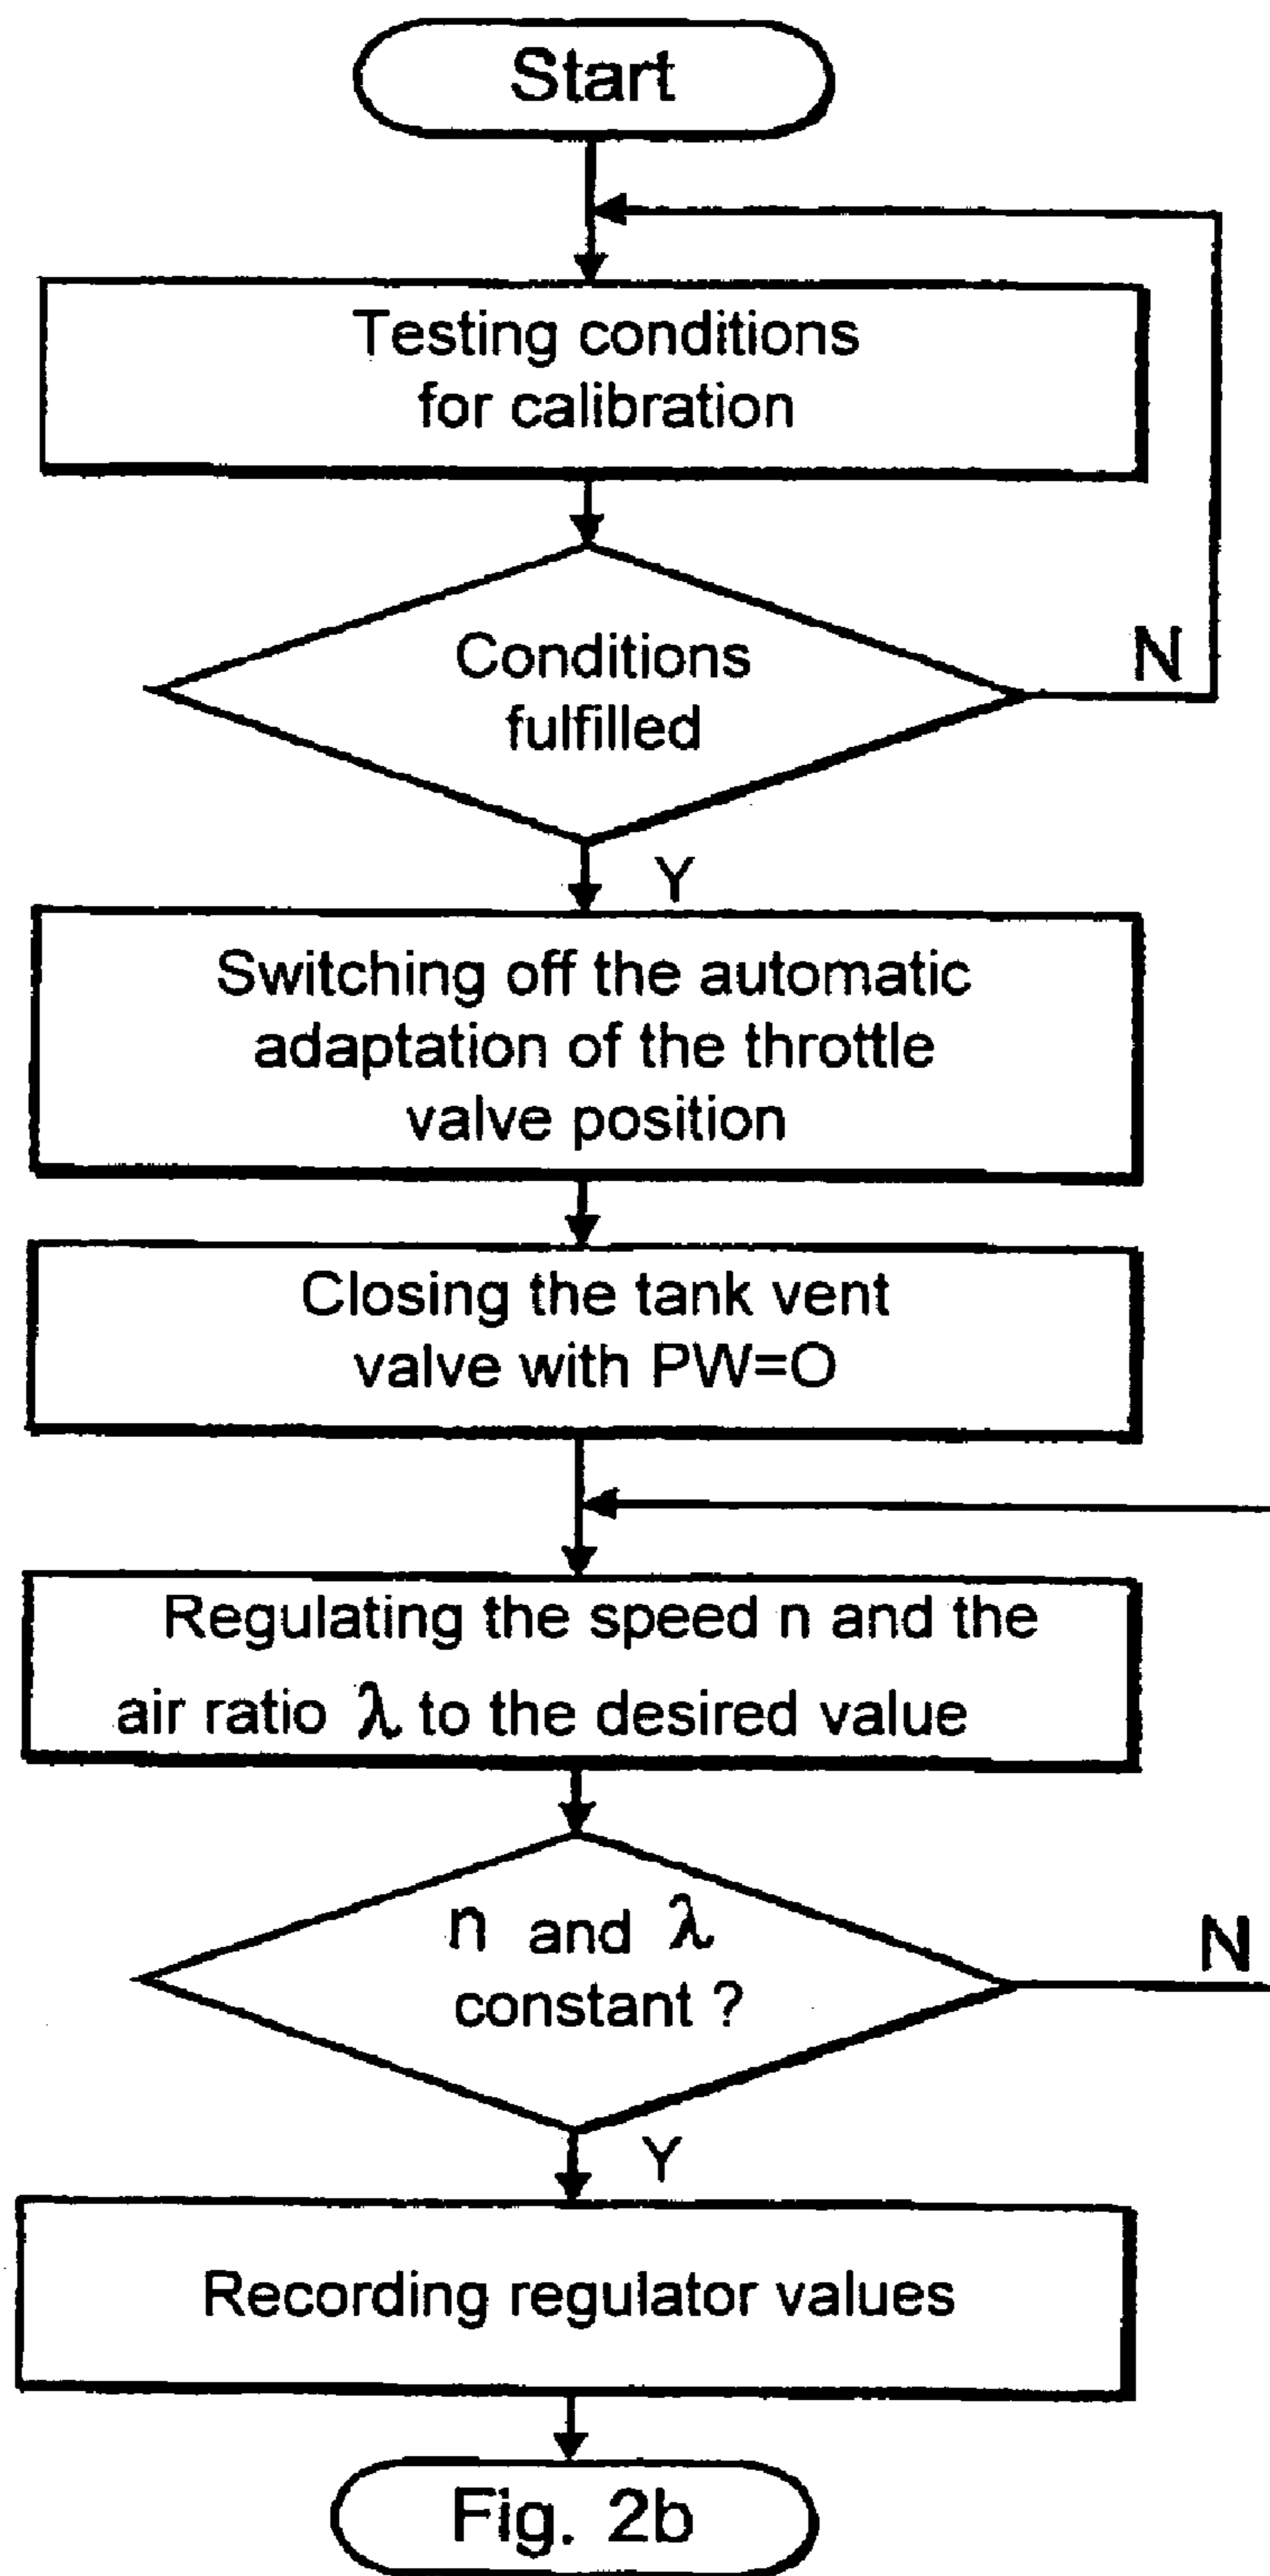 Start
Testing conditions
for calibration
Conditions
fulfilled
N
Y
Switching off the automatic
adaptation of the throttle
valve position
Closing the tank vent
valve with PW=O
Regulating the speed n and the
air ratio λ to the desired value
n and λ
constant ?
N
Y
Recording regulator values
Fig. 2b